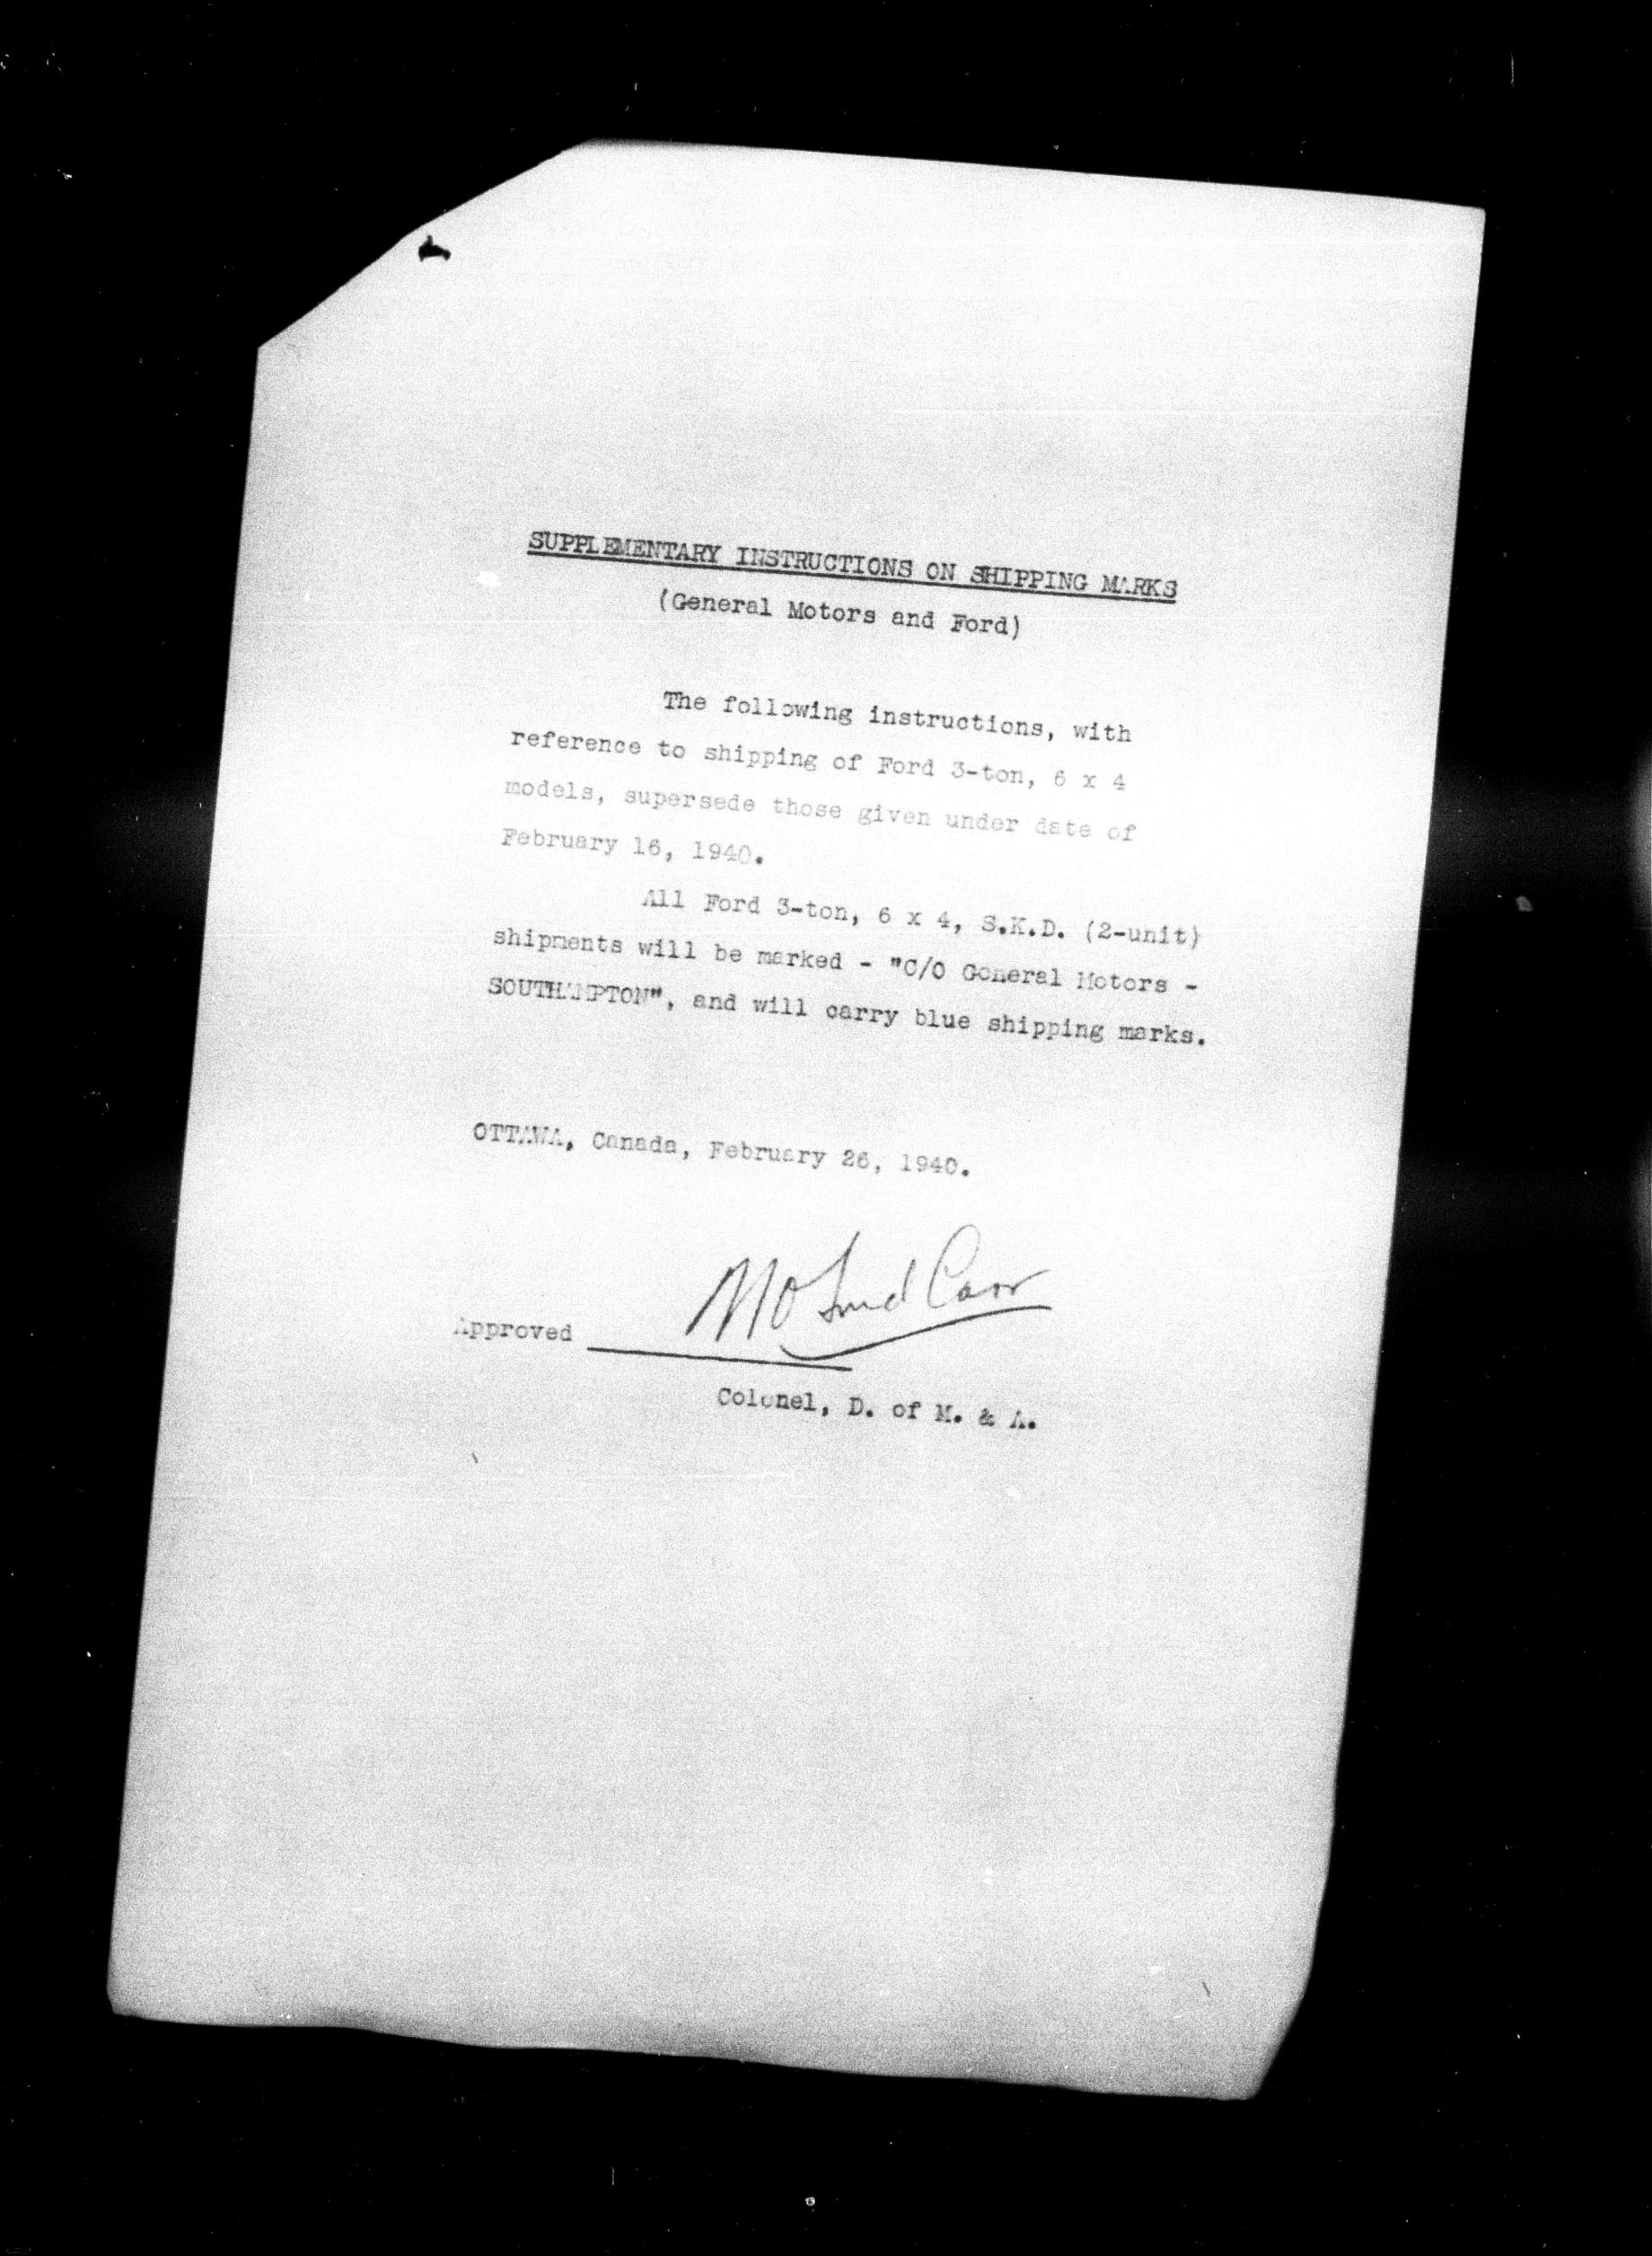 SUPPLEMENTARY INSTRUCTIONS ON SHIPPING MARKS
(General Motors and Ford)
The following instructions, with
reference to shipping of Ford 3-ton, 6 x 4
models, supersede those given under date of
February 16, 1940.
All Ford 3-ton, 6 x 4, S.K.D. (2-unit)
shipments will be marked - "C/O General Motors -
SOUTHAMPTON", and will carry blue shipping marks.
OTTAWA, Canada, February 26, 1940.
Approved
Colonel, D. of M. & A.